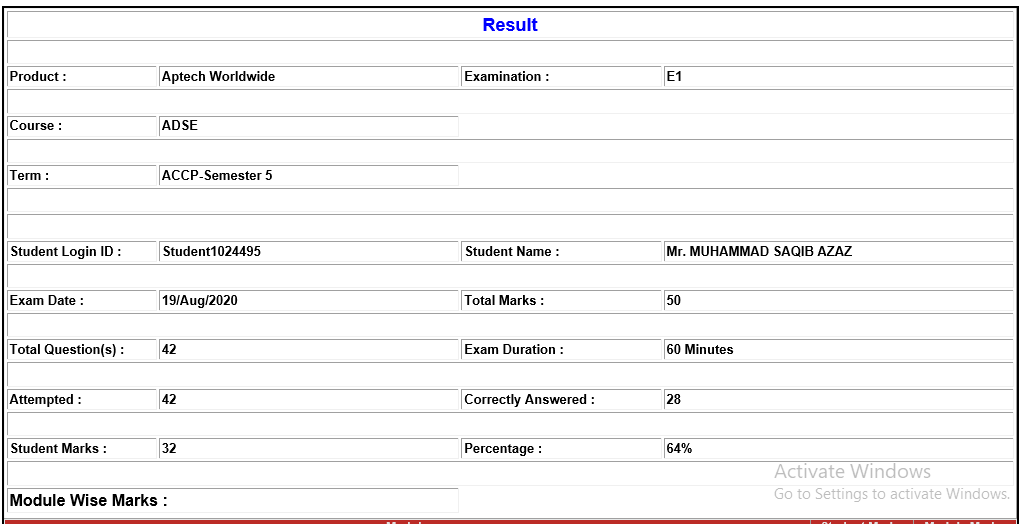 Result
Product : Aptech Worldwide Examination : E1
Course : ADSE
Term : ACCP-Semester 5
Student Login ID : Student1024495 Student Name : Mr. MUHAMMAD SAQIB AZAZ
Exam Date : 19/Aug/2020 Total Marks : 50
Total Question(s) : 42 Exam Duration : 60 Minutes
Attempted : 42 Correctly Answered : 28
Student Marks : 32 Percentage : 64%
Activate Windows
Go to Settings to activate Windows.
Module Wise Marks :